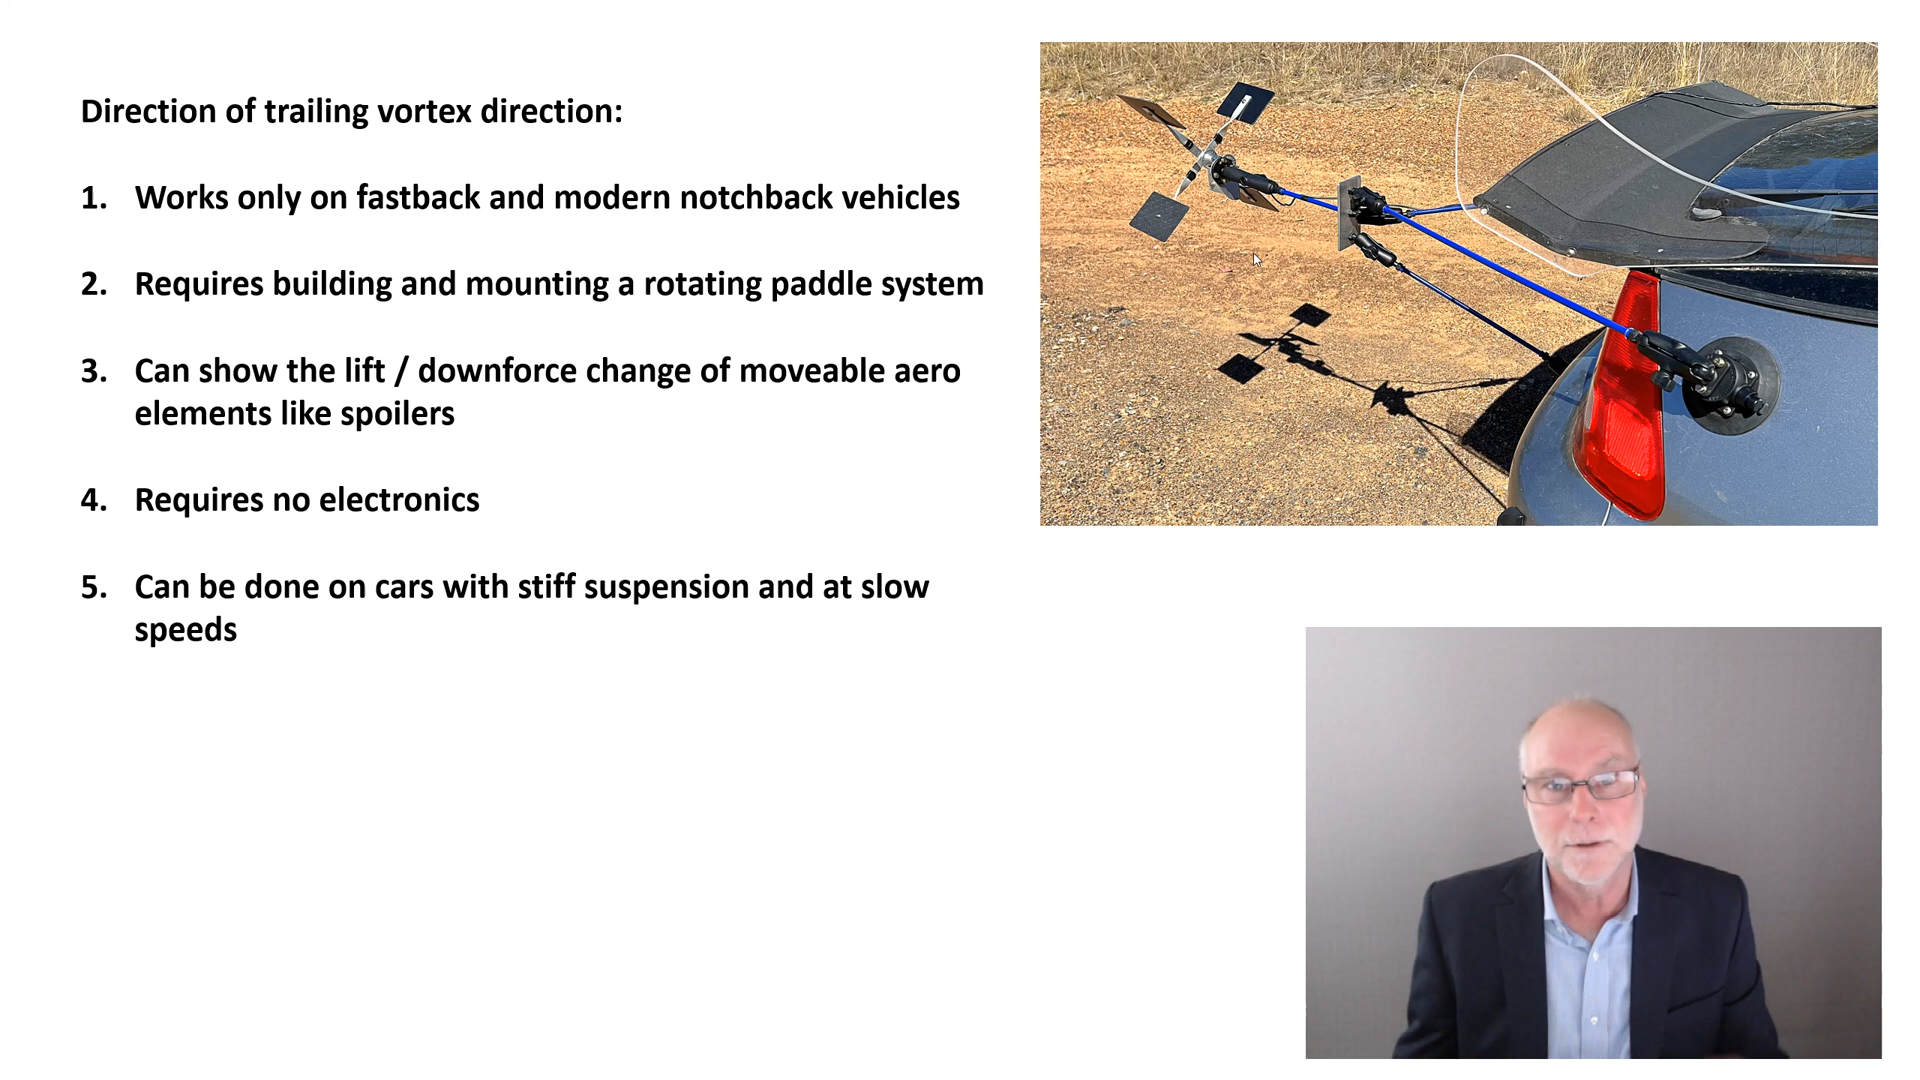 Direction of trailing vortex direction:
1. Works only on fastback and modern notchback vehicles
2. Requires building and mounting a rotating paddle system
3. Can show the lift / downforce change of moveable aero
elements like spoilers
4. Requires no electronics
5. Can be done on cars with stiff suspension and at slow
speeds